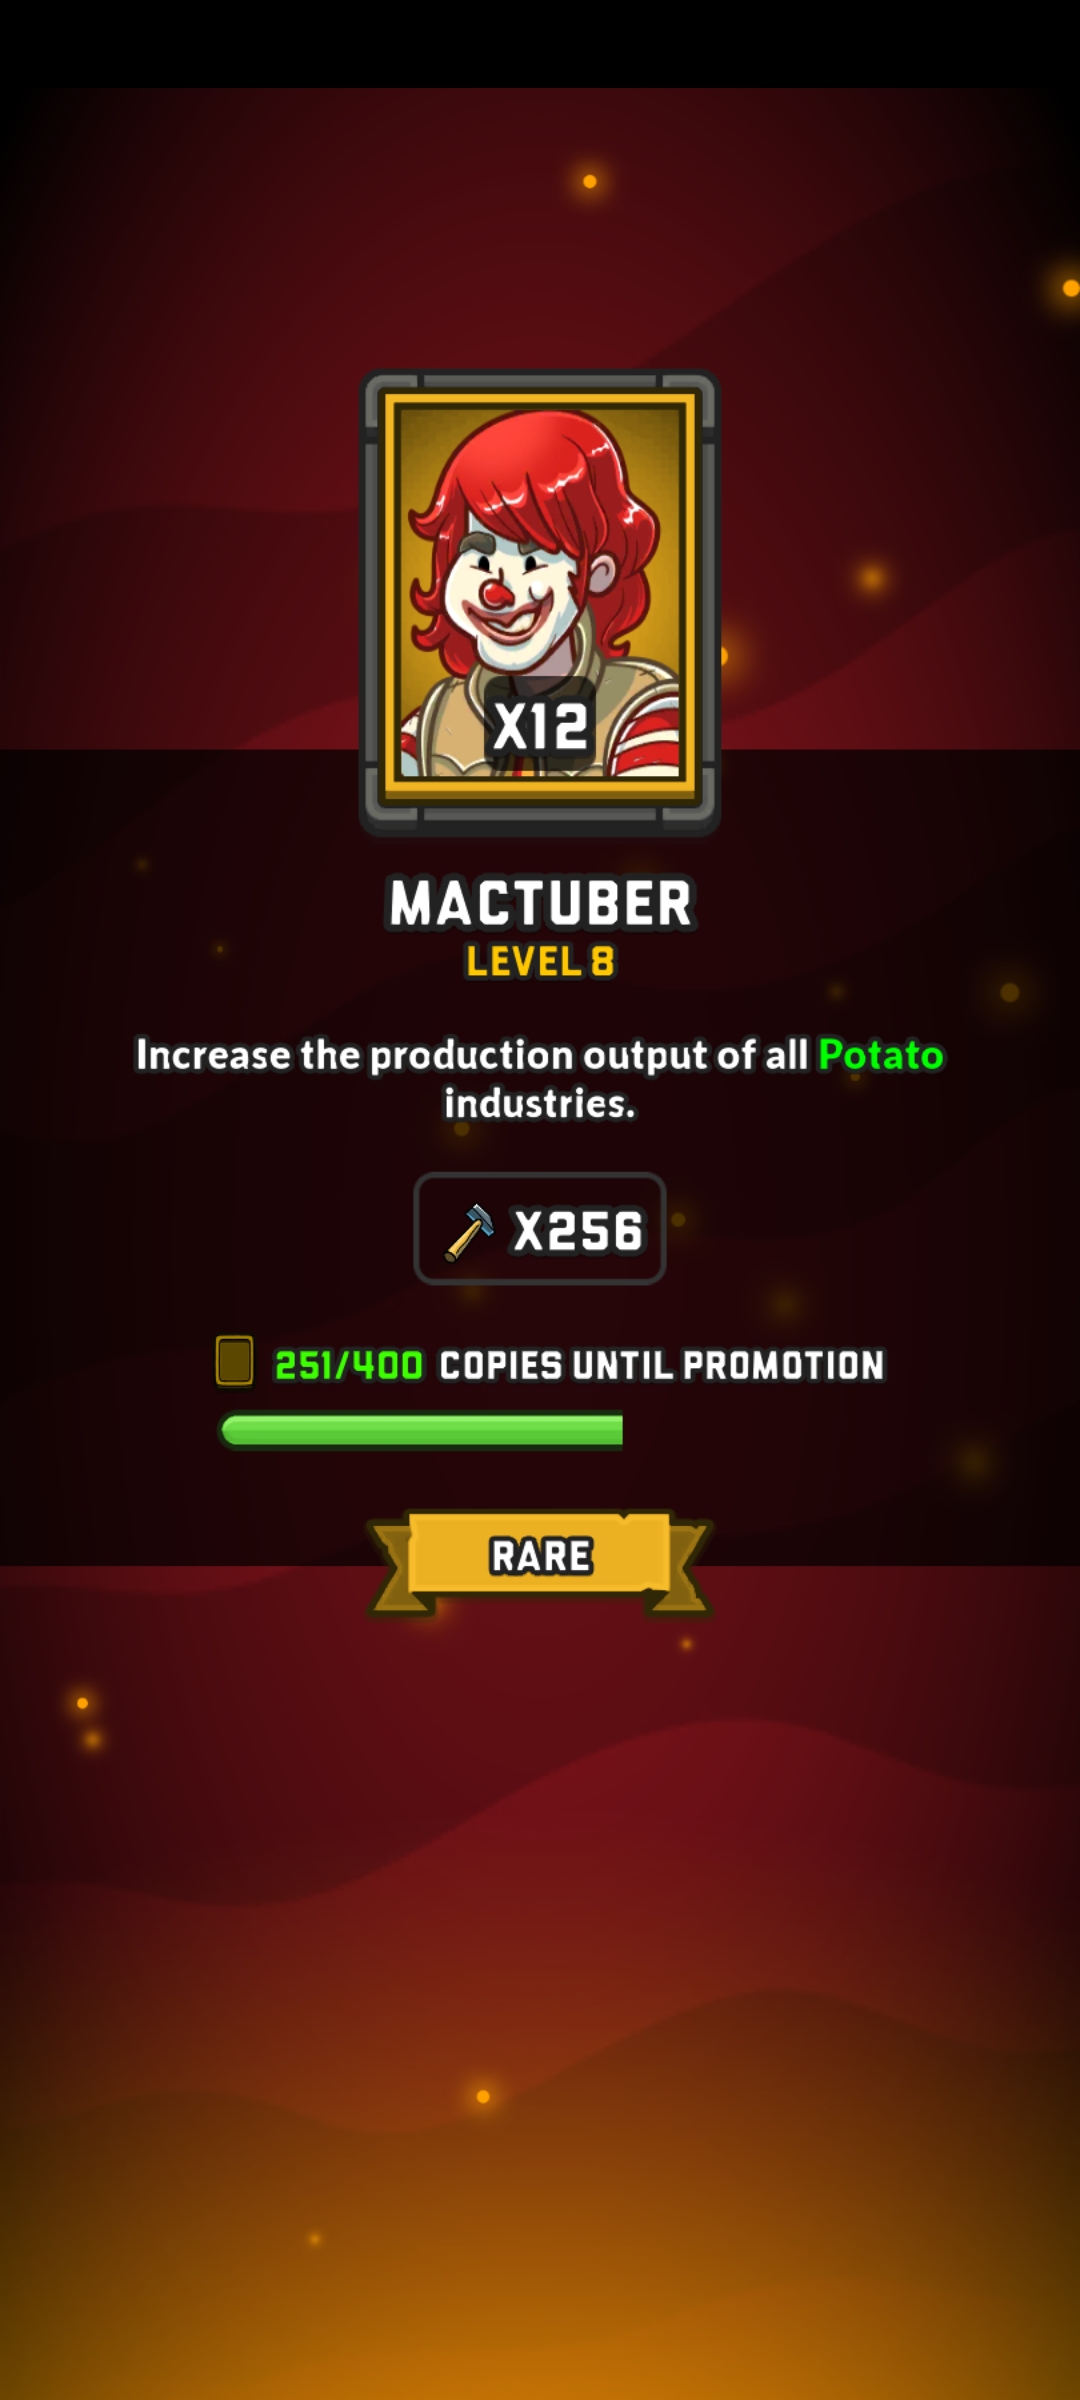 X12
MACTUBER
LEVEL 8
Increase the production output of all Potato
industries.
X256
251/400 COPIES UNTIL PROMOTION
RARE